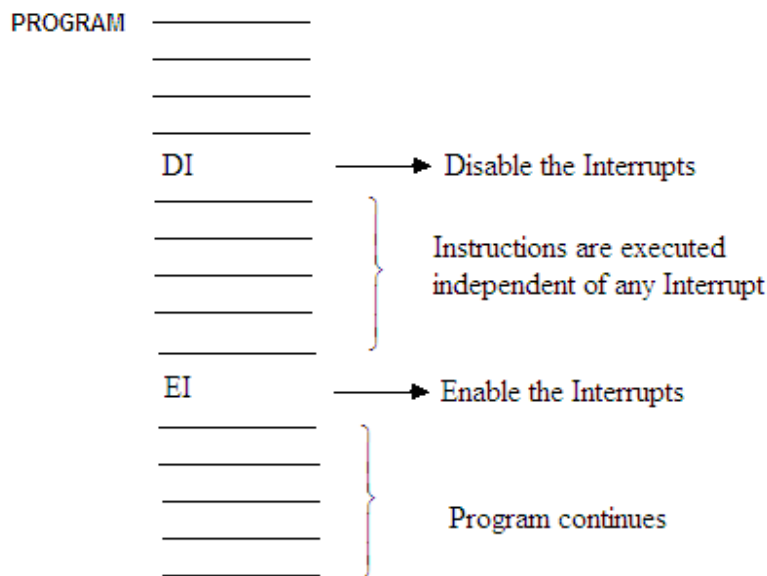 PROGRAM
DI
Disable the Interrupts
Instructions are executed
independent of any Interrupt
EI
Enable the Interrupts
Program continues